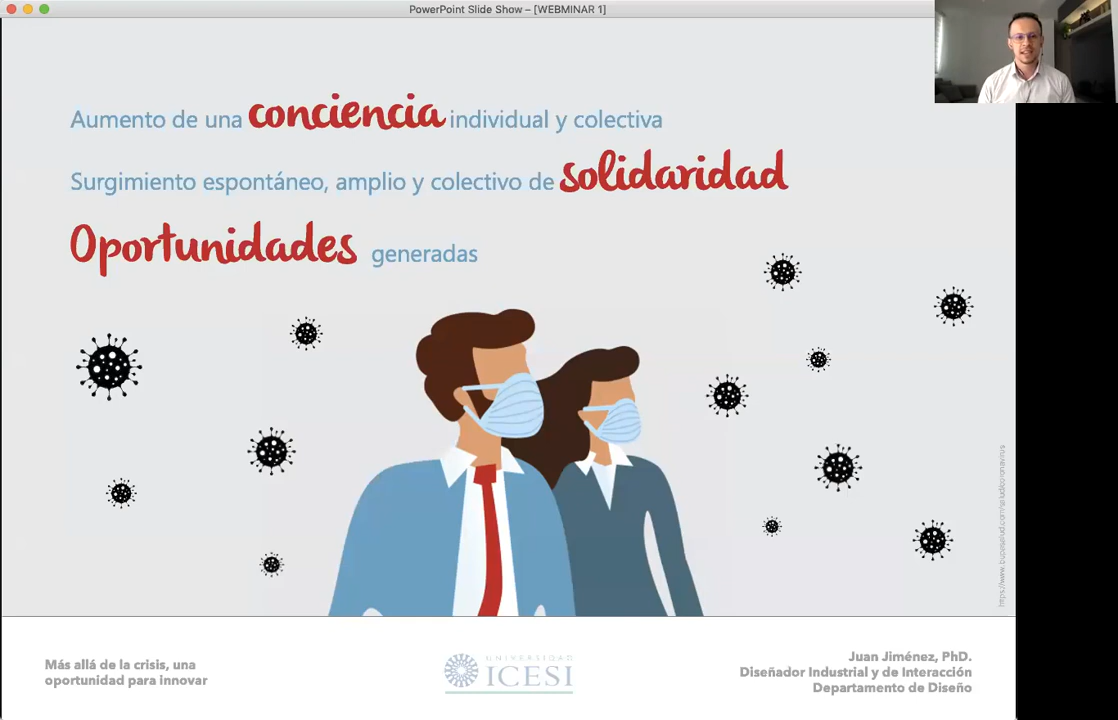 PowerPoint Slide Show – [WEBMINAR 1]
Aumento de una conciencia individual y colectiva
Surgimiento espontáneo, amplio y colectivo de solidaridad
Oportunidades generadas
Más allá de la crisis, una
oportunidad para innovar
UNIVERSIDAD
ICESI
Juan Jiménez, PhD.
Diseñador Industrial y de Interacción
Departamento de Diseño